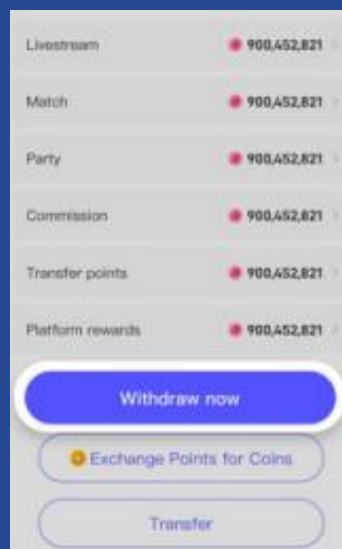 Livestream 900,452,821
Match 900,452,821
Party 900,452,821
Commission 900,452,821
Transfer points 900,452,821
Platform rewards 900,452,821
Withdraw now
Exchange Points for Coins
Transfer